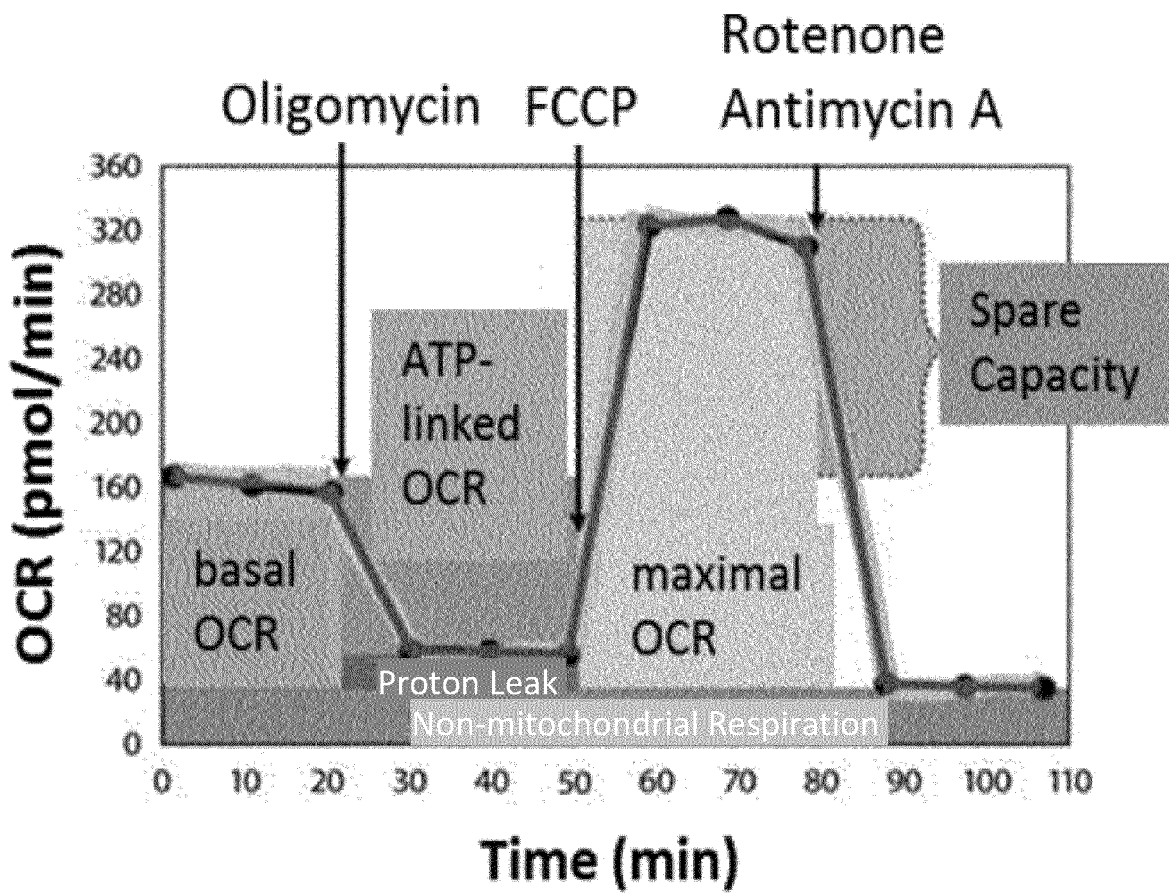 Rotenone
Oligomycin FCCP Antimycin A
OCR (pmol/min)
360
320
280
240
200
160
120
80
40
0
ATP-
linked
OCR
Spare
Capacity
basal
OCR
maximal
OCR
Proton Leak
Non-mitochondrial Respiration
0 10 20 30 40 50 60 70 80 90 100 110
Time (min)